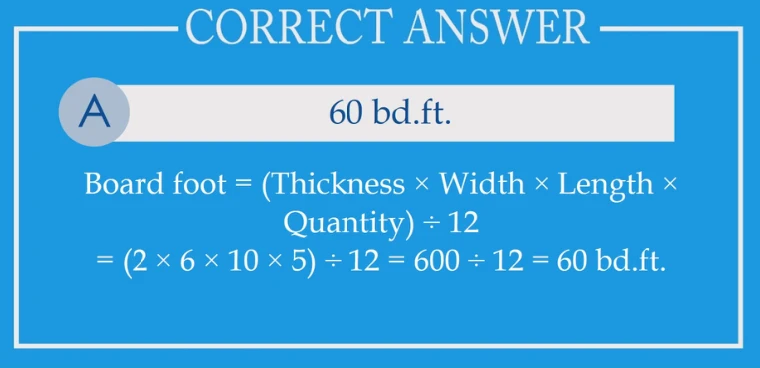 CORRECT ANSWER
A
60 bd.ft.
Board foot = (Thickness × Width × Length ×
Quantity) ÷ 12
= (2 × 6 × 10 × 5) ÷ 12 = 600 ÷ 12 = 60 bd.ft.